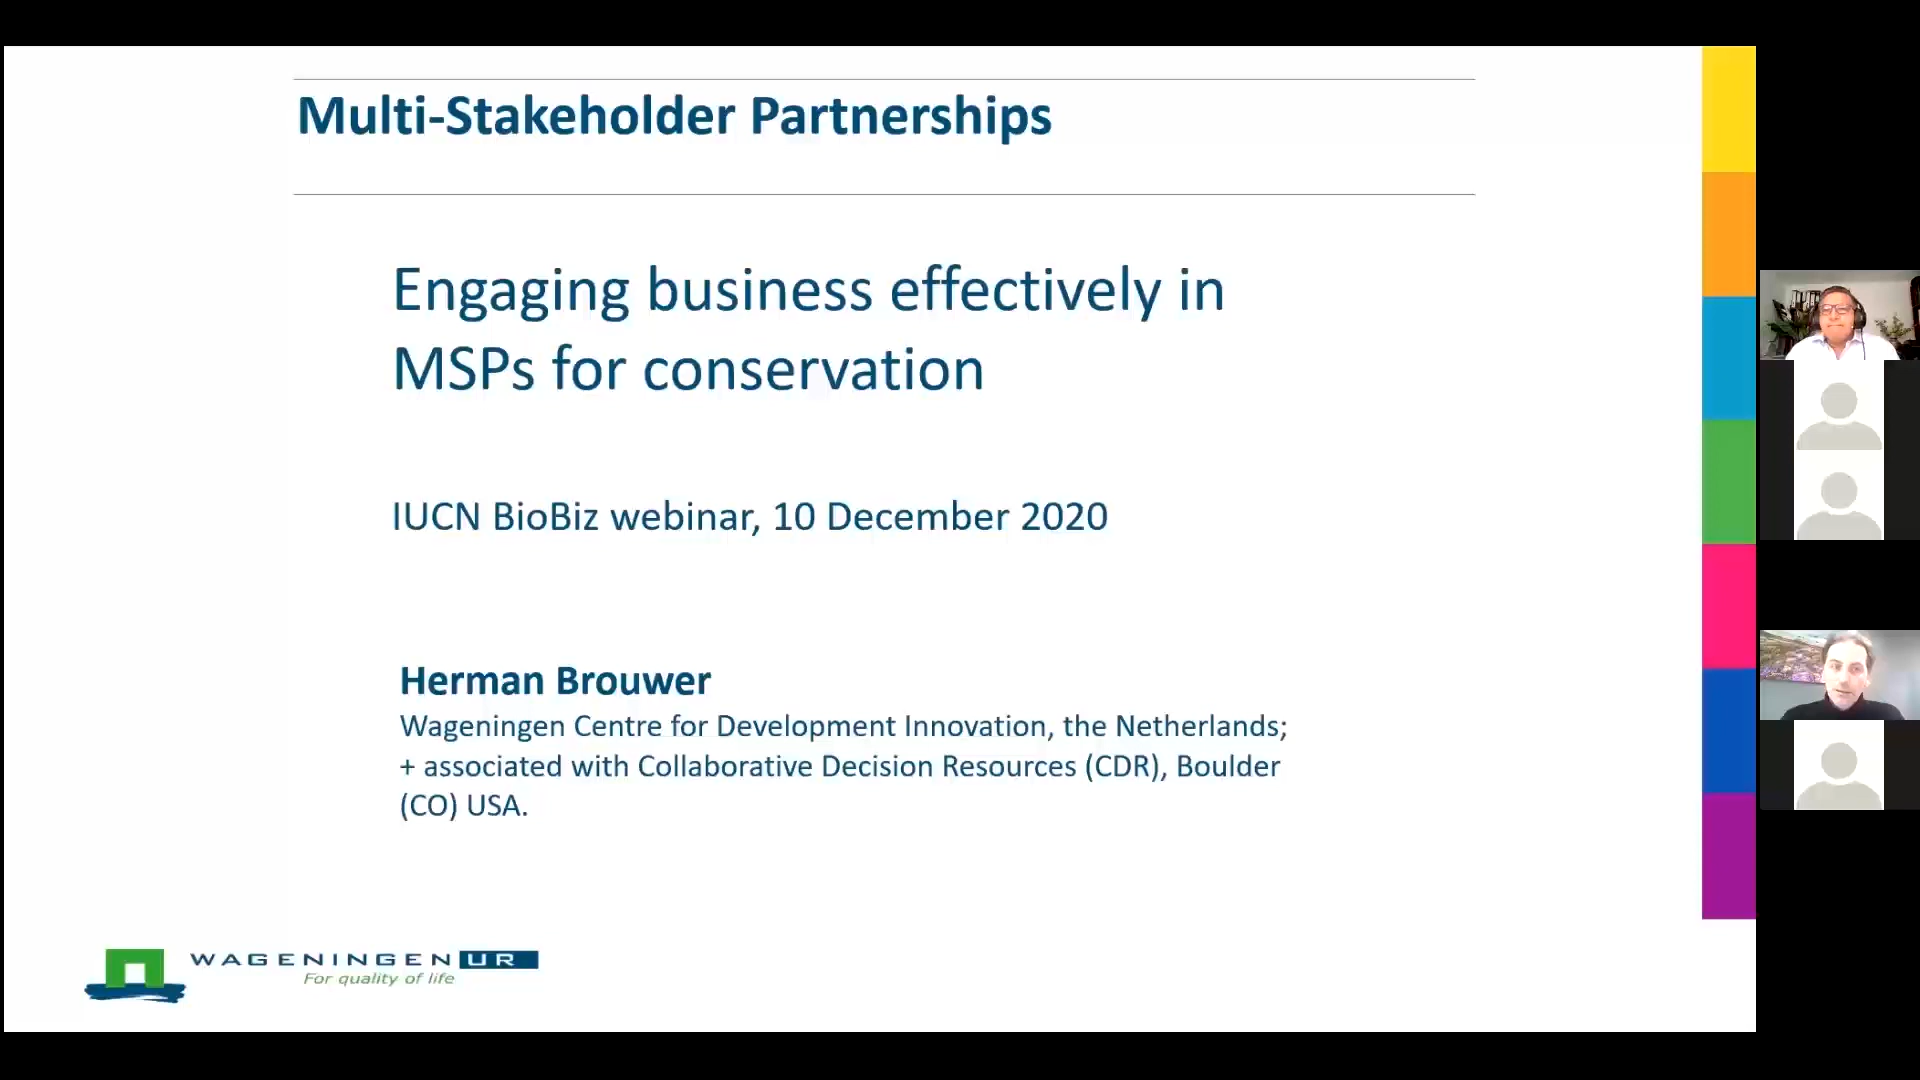 Multi-Stakeholder Partnerships
Engaging business effectively in
MSPs for conservation
IUCN BioBiz webinar, 10 December 2020
Herman Brouwer
Wageningen Centre for Development Innovation, the Netherlands;
+ associated with Collaborative Decision Resources (CDR), Boulder
(CO) USA.
WAGENINGEN UR
For quality of life